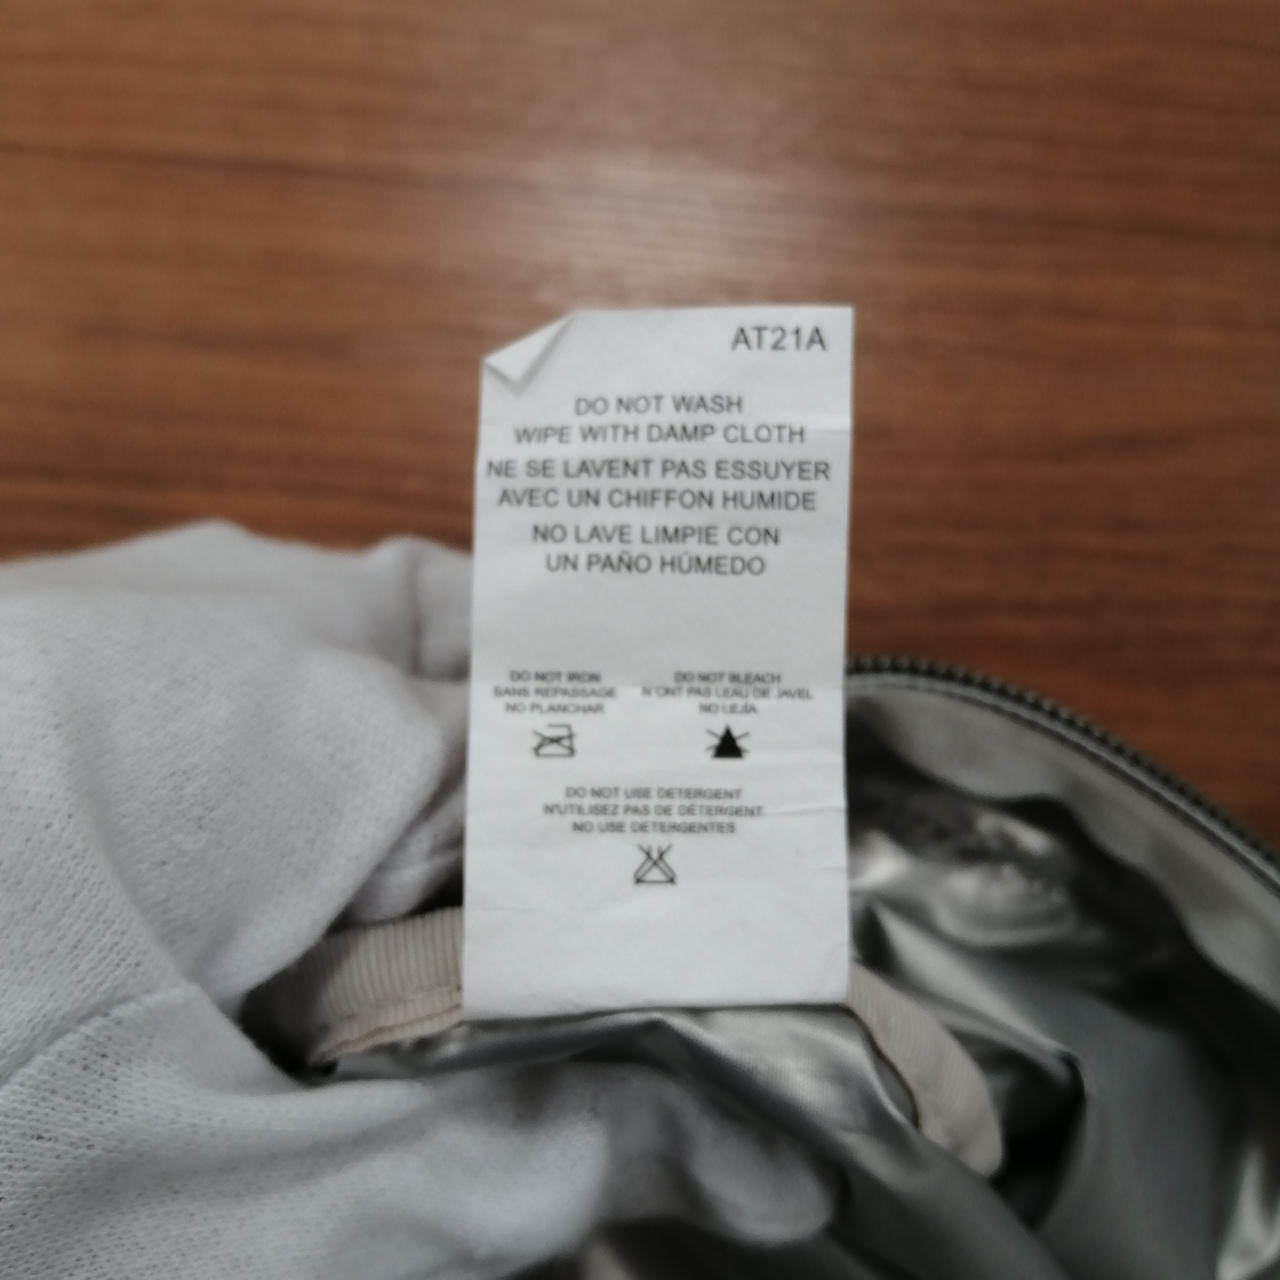 AT21A
DO NOT WASH
WIPE WITH DAMP CLOTH
NE SE LAVENT PAS ESSUYER
AVEC UN CHIFFON HUMIDE
NO LAVE LIMPIE CON
UN PAÑO HÚMEDO
DO NOT IRON
SANS REPASSAGE
NO PLANCHAR
DO NOT BLEACH
N'ONT PAS L'EAU DE JAVEL
NO LEJÍA
DO NOT USE DETERGENT
N'UTILISEZ PAS DE DÉTERGENT
NO USE DETERGENTES